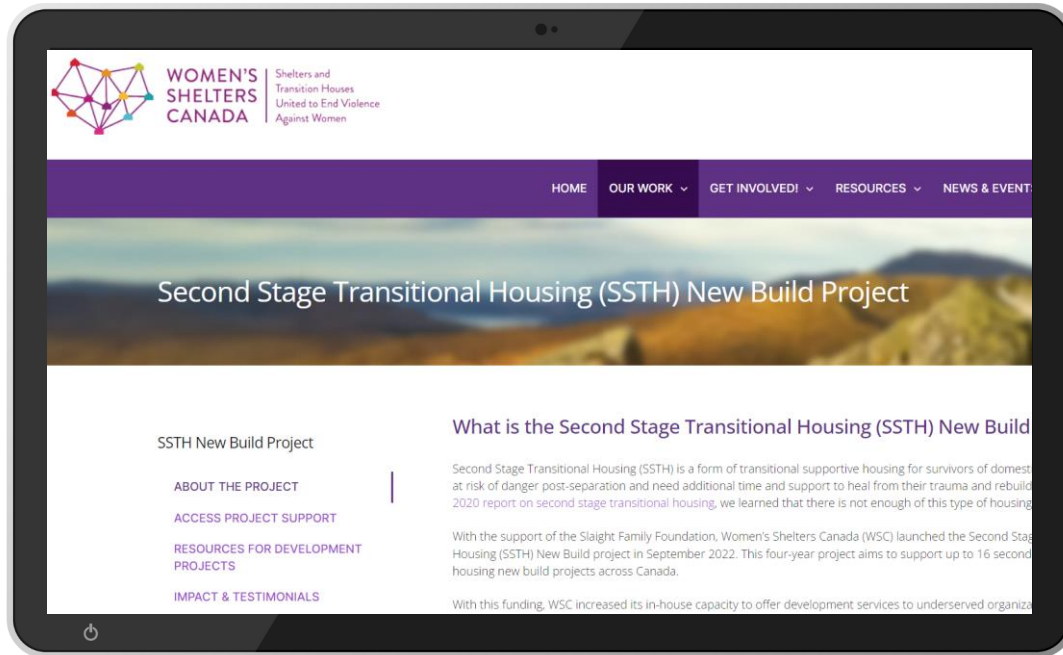 WOMEN'S
SHELTERS
CANADA
Shelters and
Transition Houses
United to End Violence
Against Women
HOME OUR WORK GET INVOLVED! RESOURCES NEWS & EVENT
Second Stage Transitional Housing (SSTH) New Build Project
SSTH New Build Project
ABOUT THE PROJECT
ACCESS PROJECT SUPPORT
RESOURCES FOR DEVELOPMENT
PROJECTS
IMPACT & TESTIMONIALS
What is the Second Stage Transitional Housing (SSTH) New Build
Second Stage Transitional Housing (SSTH) is a form of transitional supportive housing for survivors of domest
at risk of danger post-separation and need additional time and support to heal from their trauma and rebuild
2020 report on second stage transitional housing, we learned that there is not enough of this type of housing
With the support of the Slaight Family Foundation, Women's Shelters Canada (WSC) launched the Second Stag
Housing (SSTH) New Build project in September 2022. This four-year project aims to support up to 16 second
housing new build projects across Canada.
With this funding, WSC increased its in-house capacity to offer development services to underserved organiza